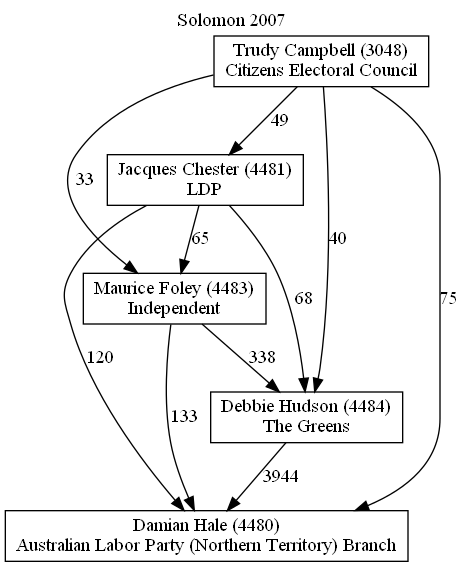 Solomon 2007
Trudy Campbell (3048)
Citizens Electoral Council
49
Jacques Chester (4481)
LDP
33
65
40
75
Maurice Foley (4483)
Independent
68
120
338
133
Debbie Hudson (4484)
The Greens
3944
Damian Hale (4480)
Australian Labor Party (Northern Territory) Branch